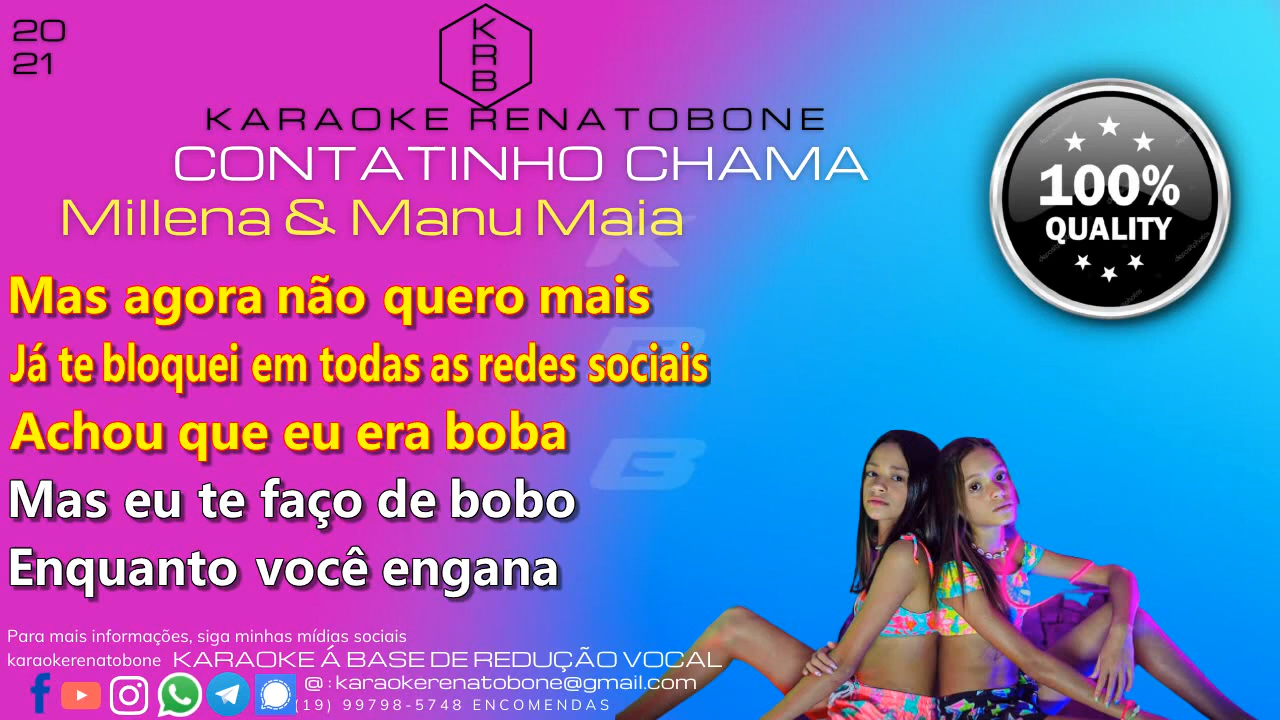 20
21
K
R
B
KARAOKE RENATOBONE
CONTATINHO CHAMA
Millena & Manu Maia
100%
QUALITY
K
R
B
Mas agora não quero mais
Já te bloquei em todas as redes sociais
Achou que eu era boba
Mas eu te faço de bobo
Enquanto você engana
Para mais informações, siga minhas mídias sociais
karaokerenatobone KARAOKE Á BASE DE REDUÇÃO VOCAL
@ : karaokerenatobone@gmail.com
(19) 99798-5748 ENCOMENDAS